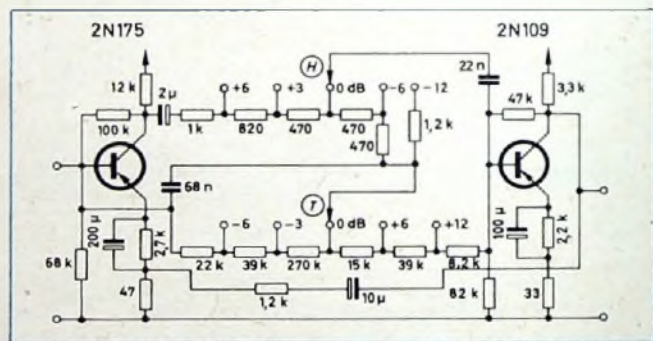 2N175 2N109
12 k 2µ +6 +3 H 0 dB -6 -12 22 n 3,3 k
100 k 1k 820 470 470 1,2 k 47 k
470
68 n
T
200 µ -6 -3 0 dB +6 +12 100 µ
2,7 k 22 k 39 k 270 k 15 k 39 k 8,2 k 2,2 k
68 k 47 1,2 k 10µ 82 k 33